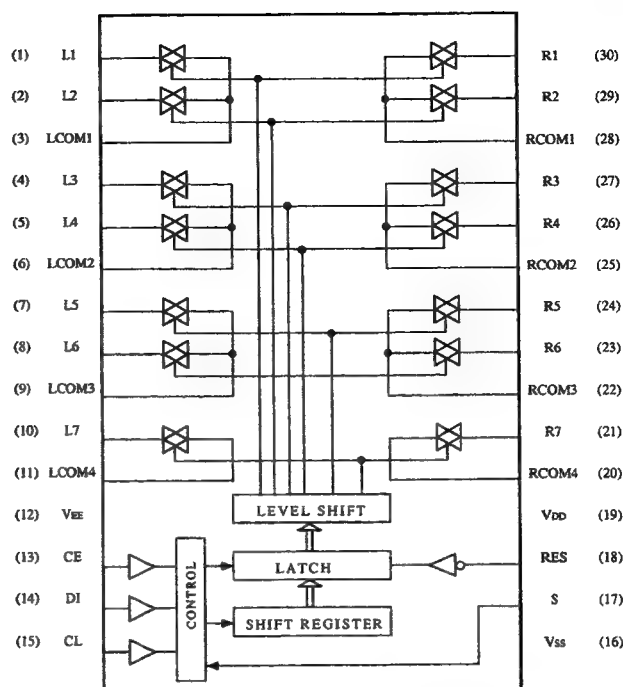 (1) L1 R1 (30)
(2) L2 R2 (29)
(3) LCOM1 RCOM1 (28)
(4) L3 R3 (27)
(5) L4 R4 (26)
(6) LCOM2 RCOM2 (25)
(7) L5 R5 (24)
(8) L6 R6 (23)
(9) LCOM3 RCOM3 (22)
(10) L7 R7 (21)
(11) LCOM4 RCOM4 (20)
(12) VEE LEVEL SHIFT VDD (19)
(13) CE LATCH RES (18)
(14) DI CONTROL SHIFT REGISTER S (17)
(15) CL Vss (16)